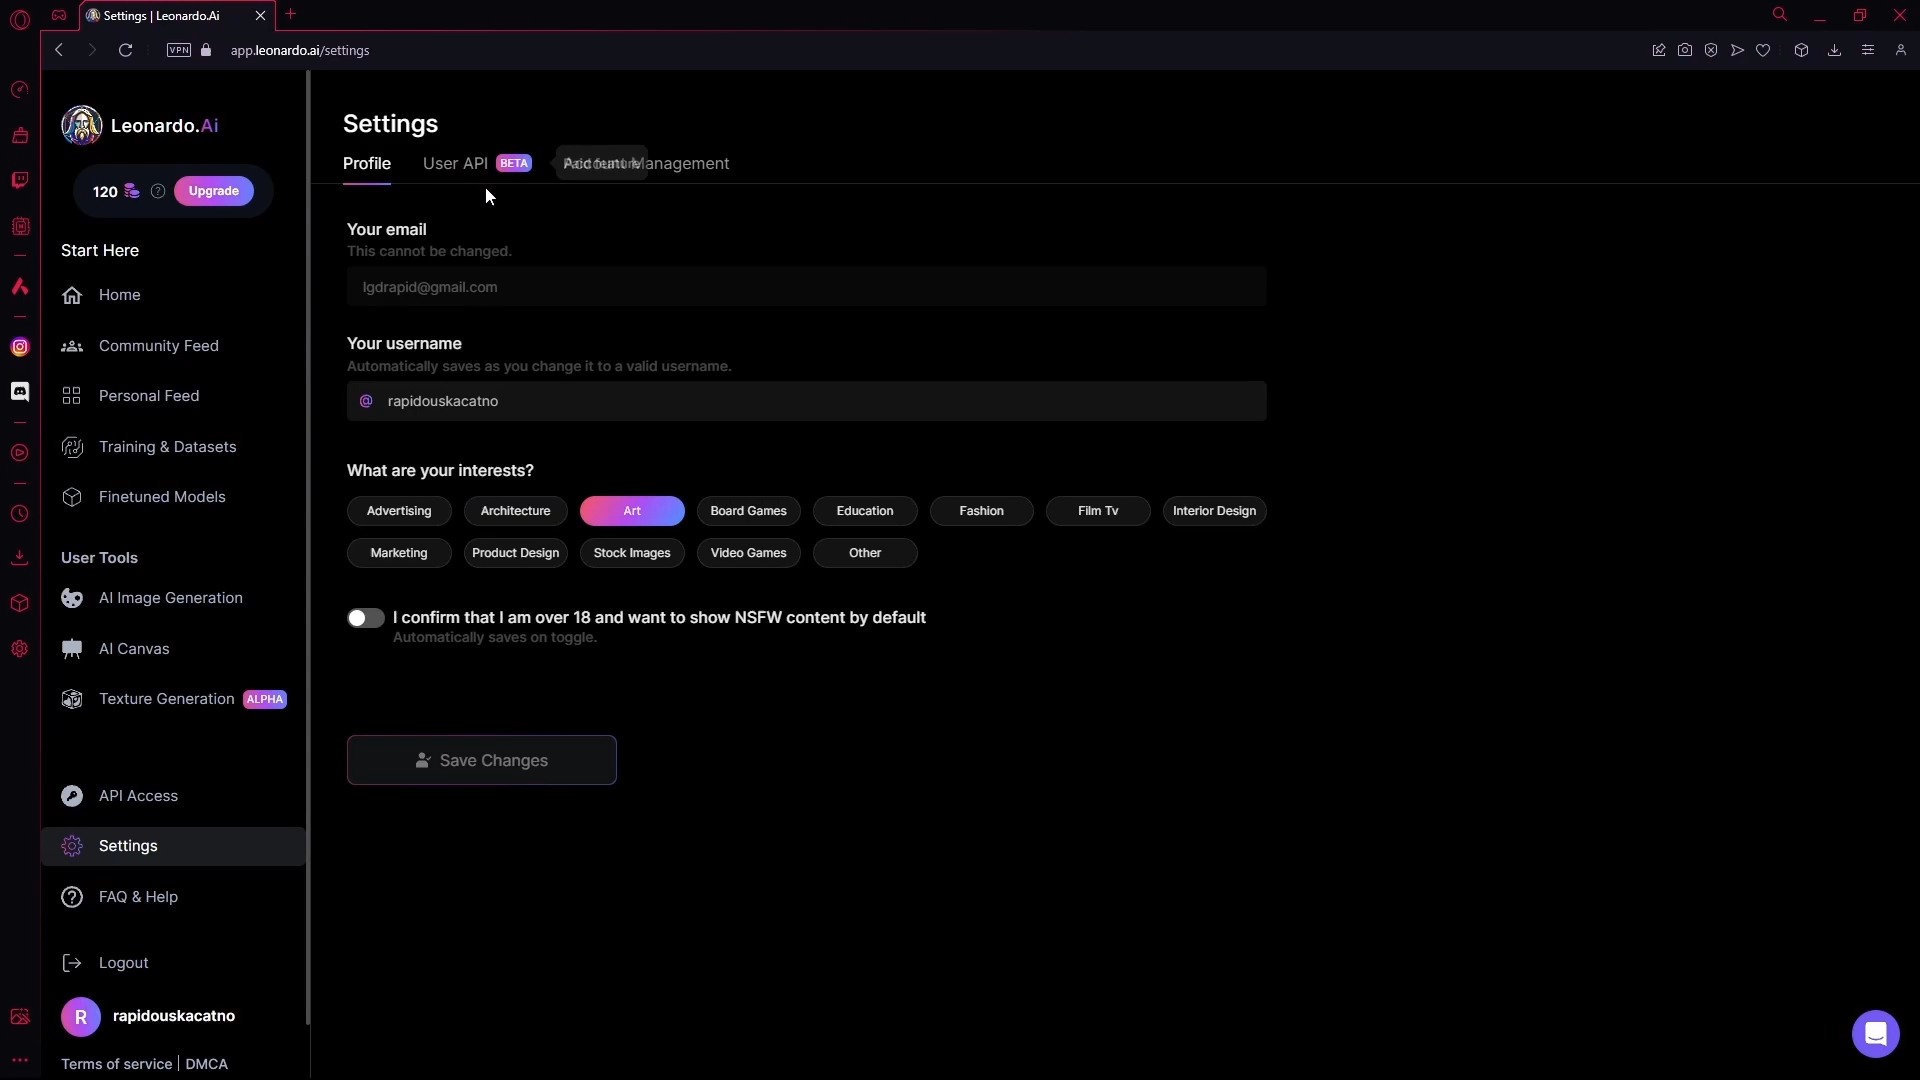 Settings | Leonardo.Ai
VPN
app.leonardo.ai/settings
Leonardo.Ai
120
Upgrade
Start Here
Home
Community Feed
Personal Feed
Training & Datasets
Finetuned Models
User Tools
AI Image Generation
AI Canvas
Texture Generation ALPHA
API Access
Settings
FAQ & Help
Logout
R rapidouskacatno
Terms of service | DMCA
Settings
Profile User API BETA Management
Your email
This cannot be changed.
lgdrapid@gmail.com
Your username
Automatically saves as you change it to a valid username.
@ rapidouskacatno
What are your interests?
Advertising Architecture Art Board Games Education Fashion Film Tv Interior Design
Marketing Product Design Stock Images Video Games Other
I confirm that I am over 18 and want to show NSFW content by default
Automatically saves on toggle.
Save Changes